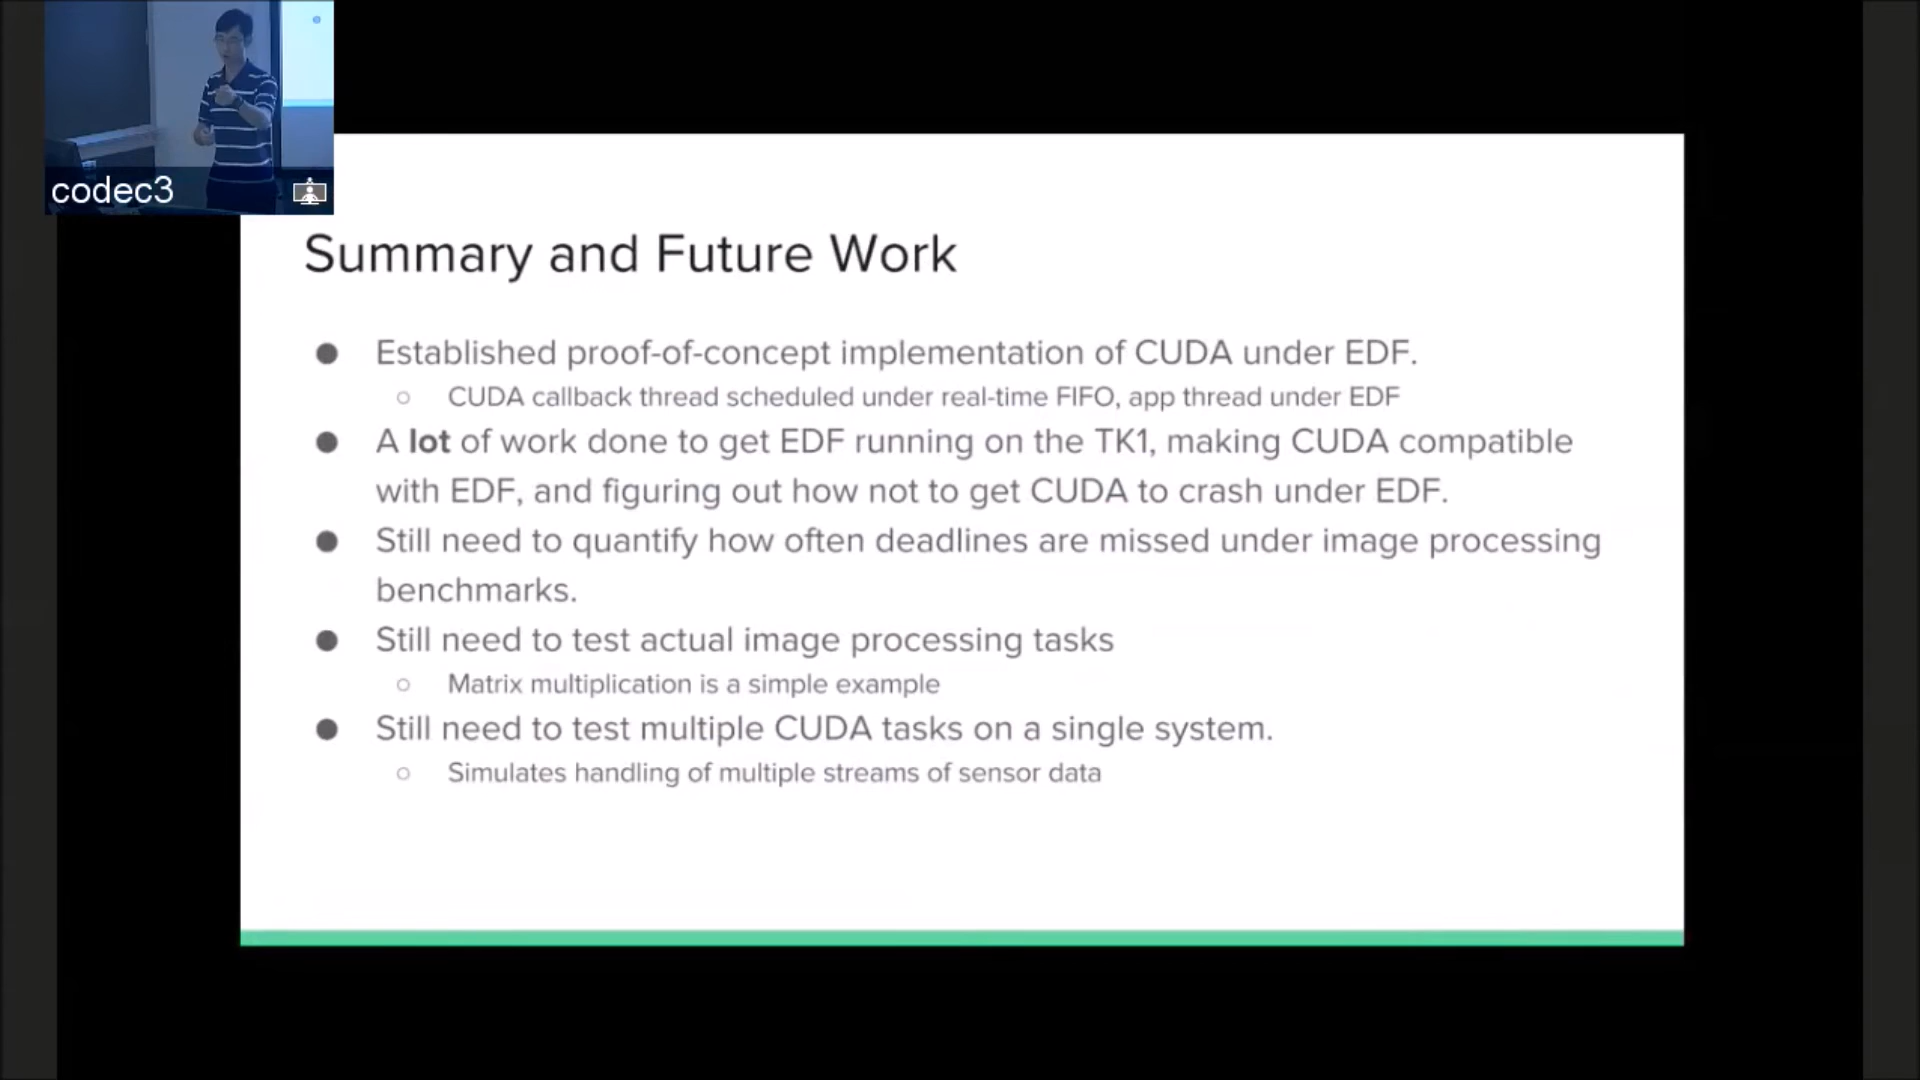 codec3
Summary and Future Work
● Established proof-of-concept implementation of CUDA under EDF.
○ CUDA callback thread scheduled under real-time FIFO, app thread under EDF
● A lot of work done to get EDF running on the TK1, making CUDA compatible
with EDF, and figuring out how not to get CUDA to crash under EDF.
● Still need to quantify how often deadlines are missed under image processing
benchmarks.
● Still need to test actual image processing tasks
○ Matrix multiplication is a simple example
● Still need to test multiple CUDA tasks on a single system.
○ Simulates handling of multiple streams of sensor data